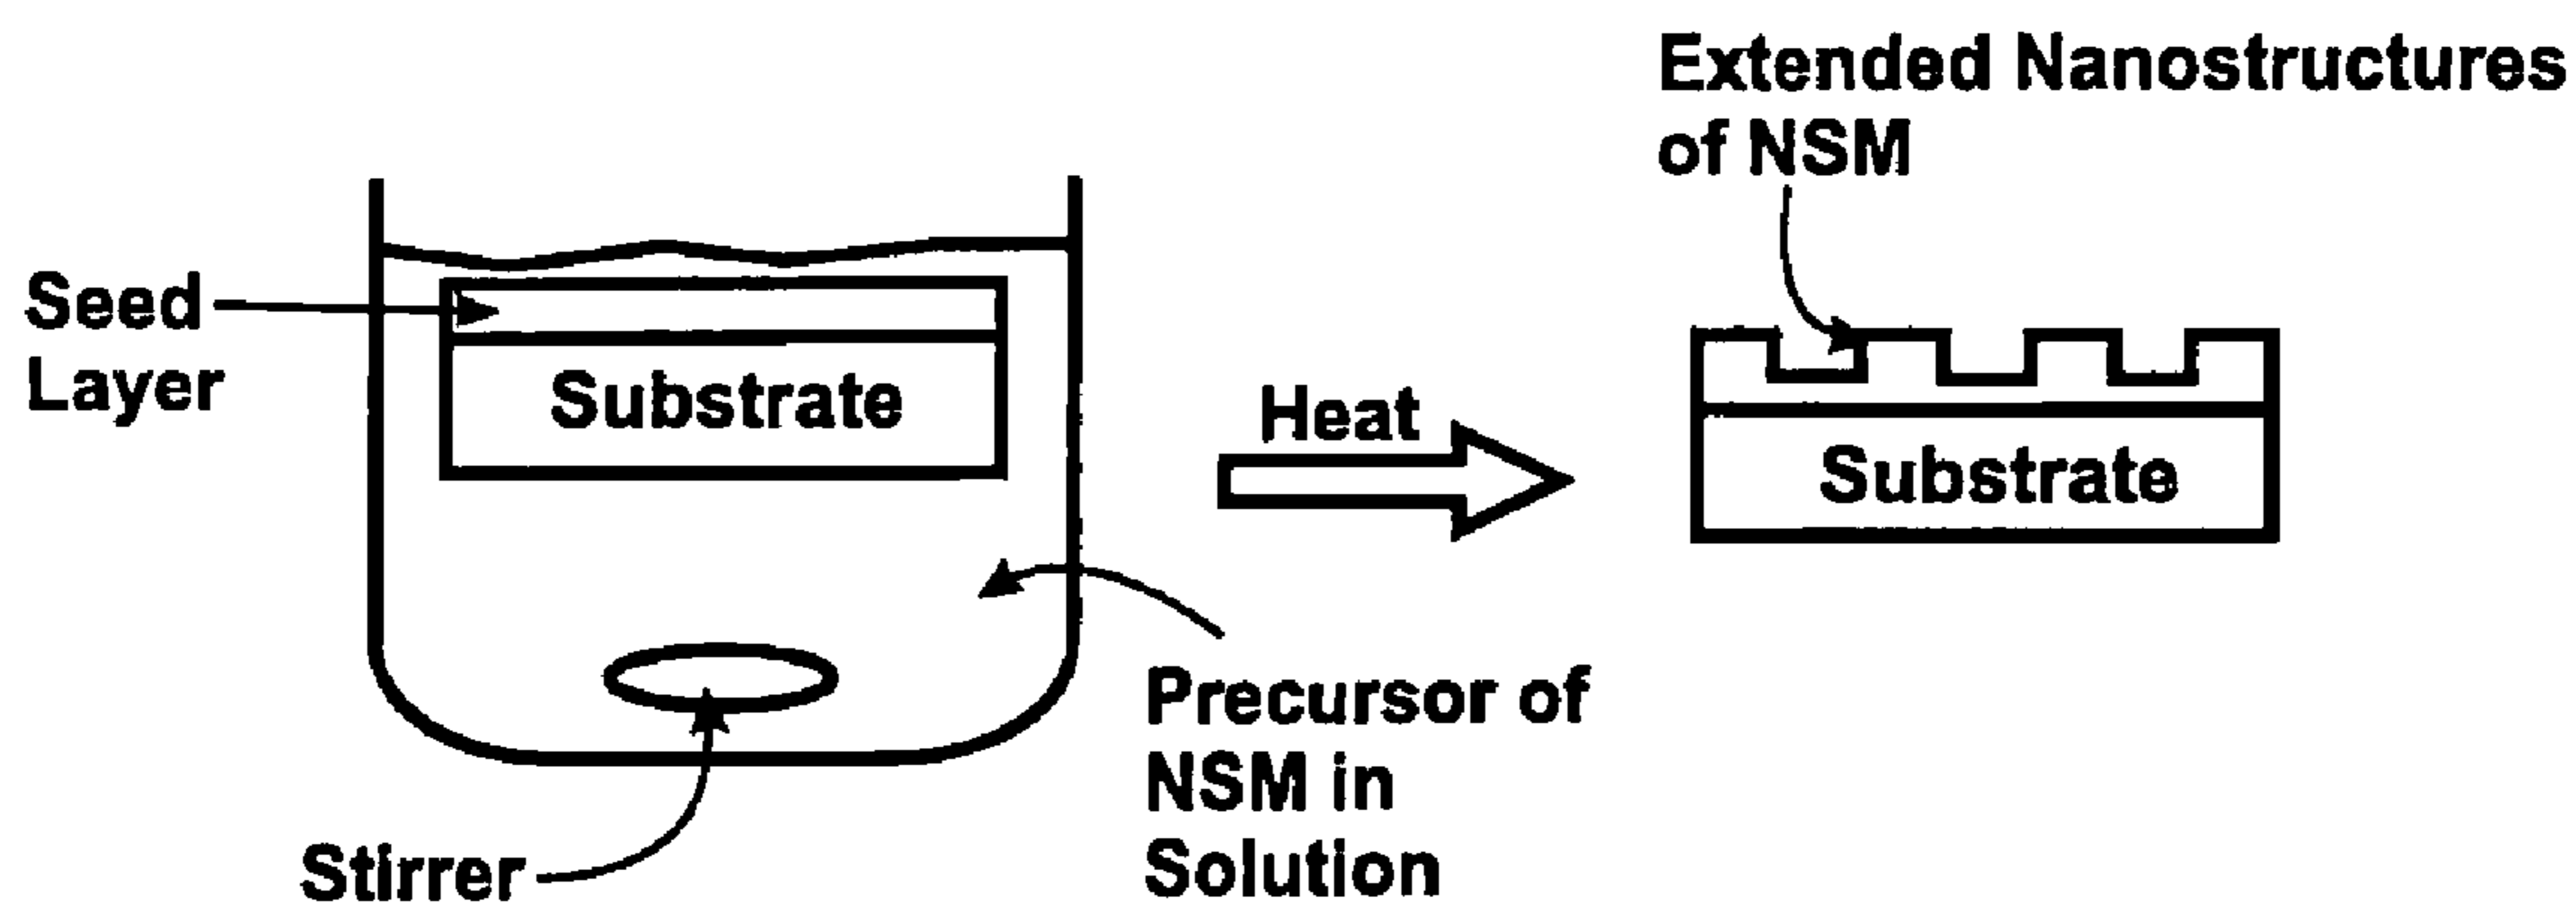 Extended Nanostructures
of NSM
Seed
Layer
Substrate
Heat
Substrate
Precursor of
NSM in
Solution
Stirrer